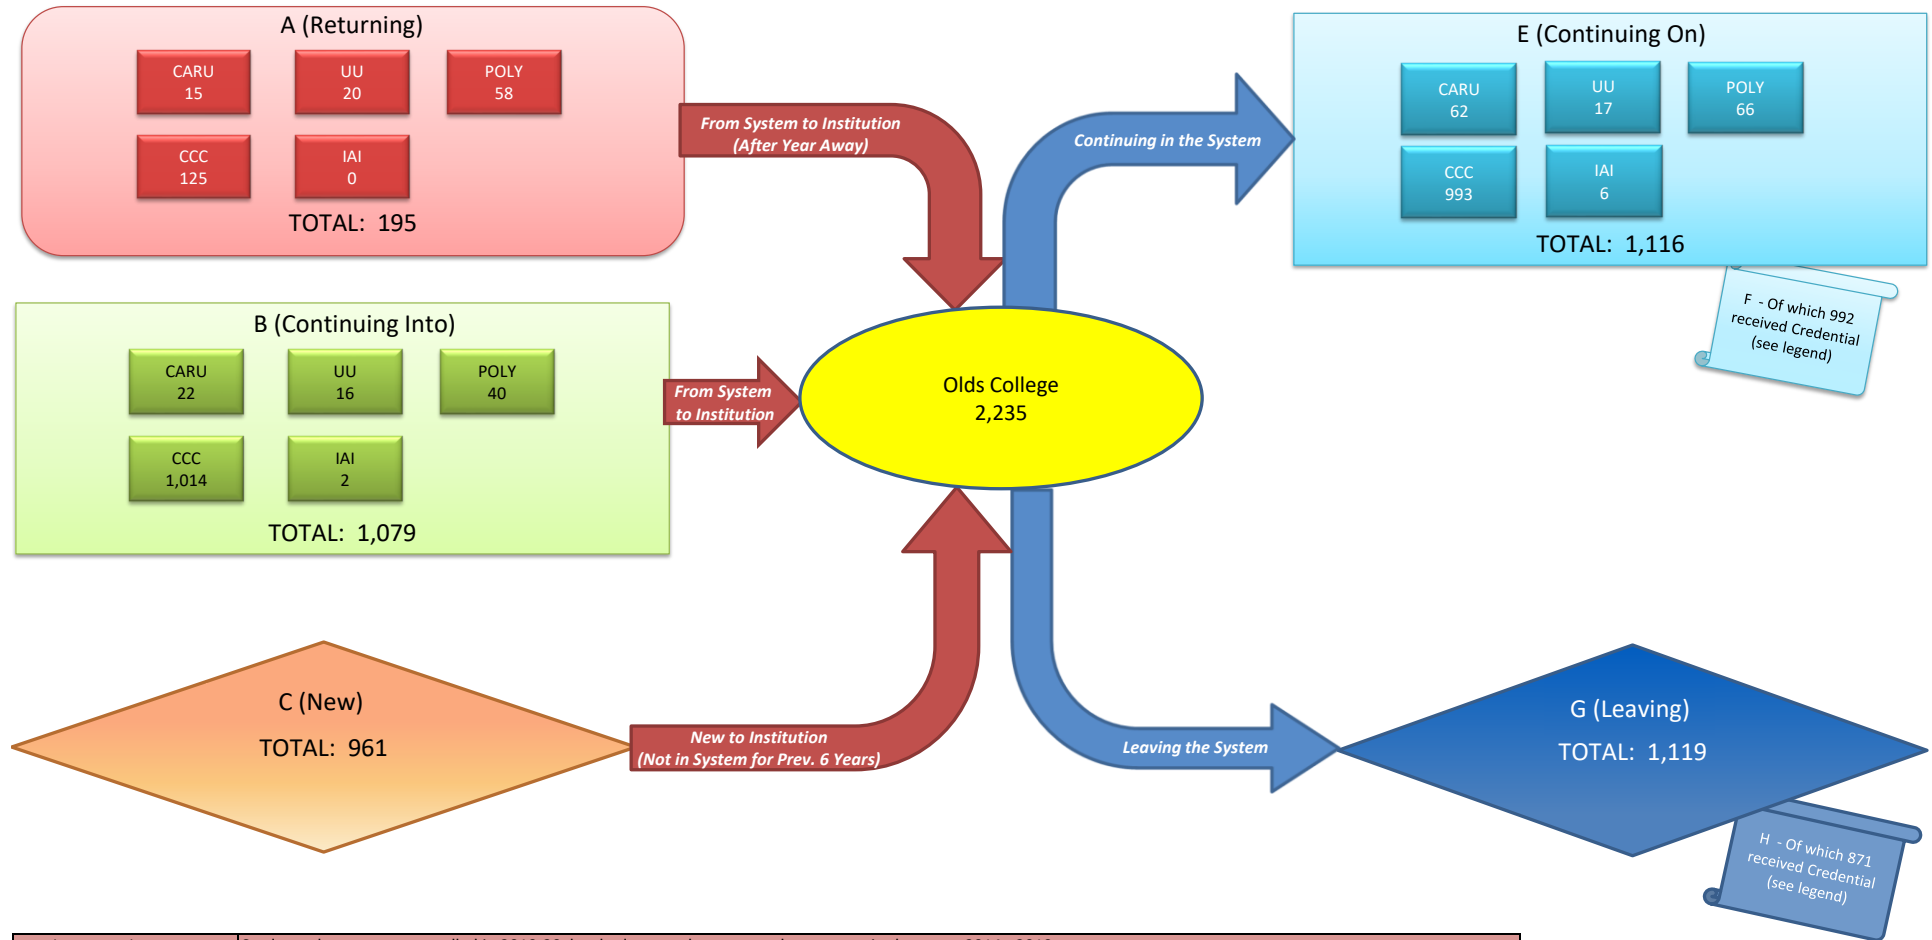 A (Returning)
CARU
15
UU
20
POLY
58
CCC
125
IAI
0
TOTAL: 195
From System to Institution
(After Year Away)
B (Continuing Into)
CARU
22
UU
16
POLY
40
CCC
1,014
IAI
2
TOTAL: 1,079
From System
to Institution
C (New)
TOTAL: 961
New to Institution
(Not in System for Prev. 6 Years)
Olds College
2,235
Continuing in the System
E (Continuing On)
CARU
62
UU
17
POLY
66
CCC
993
IAI
6
TOTAL: 1,116
F - Of which 992
received Credential
(see legend)
Leaving the System
G (Leaving)
TOTAL: 1,119
H - Of which 871
received Credential
(see legend)